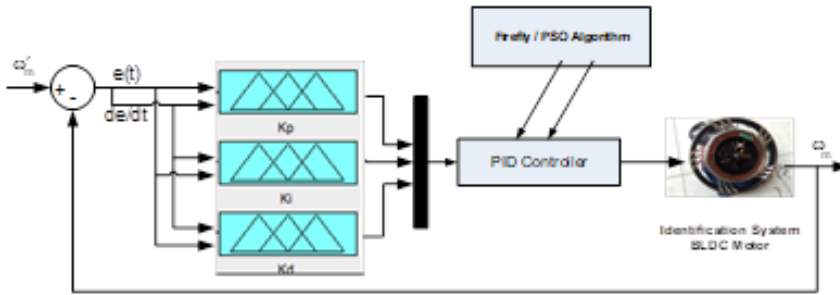 Firefly / PSO Algorithm
ω*m
e(t)
+
-
de/dt
Kp
PID Controller
ωm
Ki
Identification System
BLDC Motor
Kd